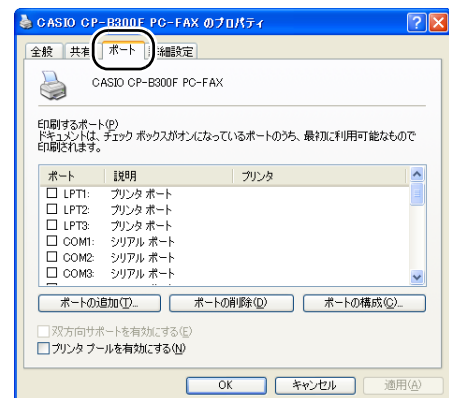 CASIO CP-B300F PC-FAX のプロパティ
全般 共有 ポート 詳細設定
CASIO CP-B300F PC-FAX
印刷するポート(P)
ドキュメントは、チェック ボックスがオンになっているポートのうち、最初に利用可能なもので
印刷されます。
ポート 説明 プリンタ
LPT1: プリンタ ポート
LPT2: プリンタ ポート
LPT3: プリンタ ポート
COM1: シリアル ポート
COM2: シリアル ポート
COM3: シリアル ポート
ポートの追加(T)... ポートの削除(D) ポートの構成(C)...
双方向サポートを有効にする(E)
プリンタ プールを有効にする(N)
OK キャンセル 適用(A)